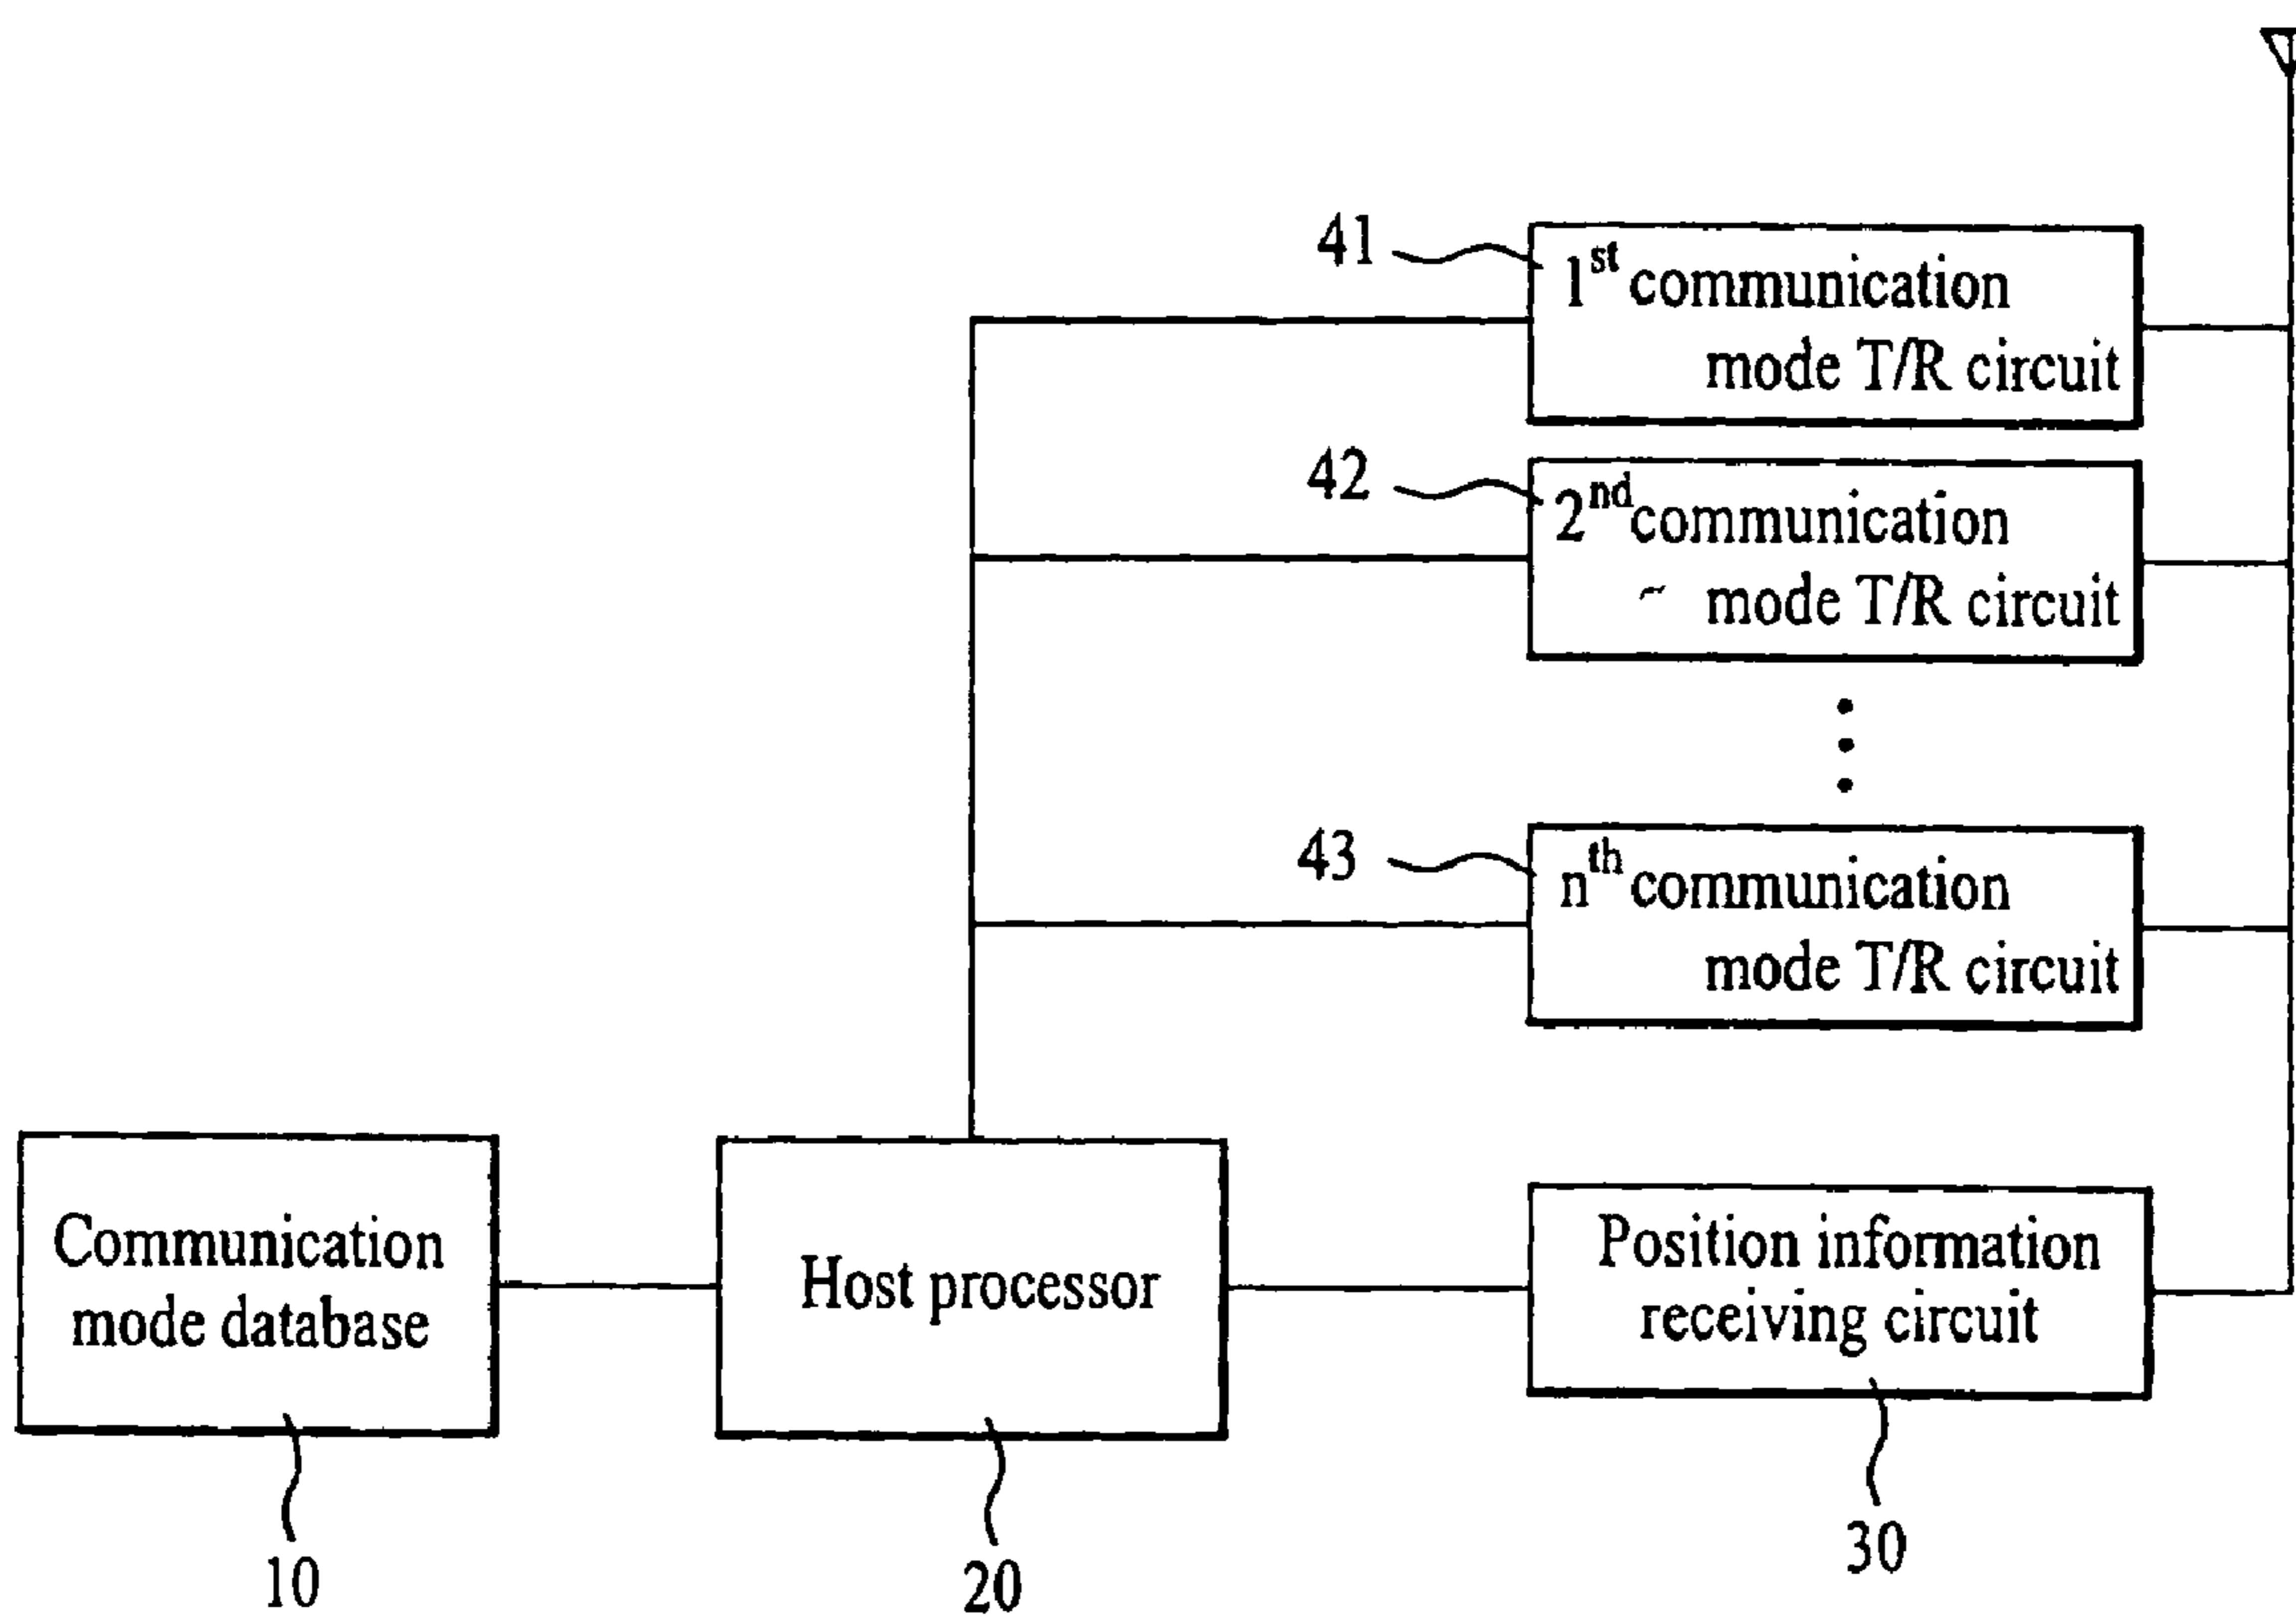 41
1st communication
mode T/R circuit
42
2nd communication
mode T/R circuit
43
nth communication
mode T/R circuit
Communication
mode database
Host processor
Position information
receiving circuit
10
20
30